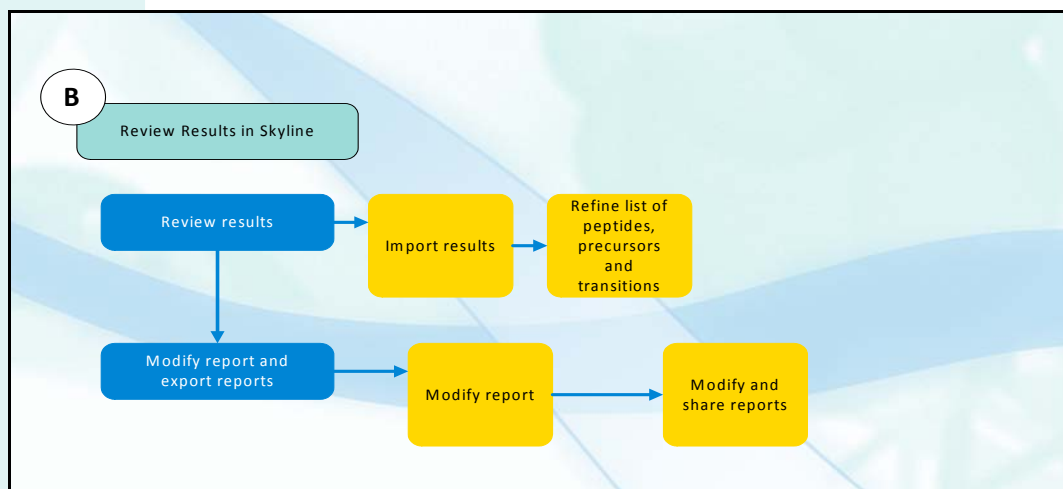 B
Review Results in Skyline
Review results
Import results
Refine list of
peptides,
precursors
and
transitions
Modify report and
export reports
Modify report
Modify and
share reports